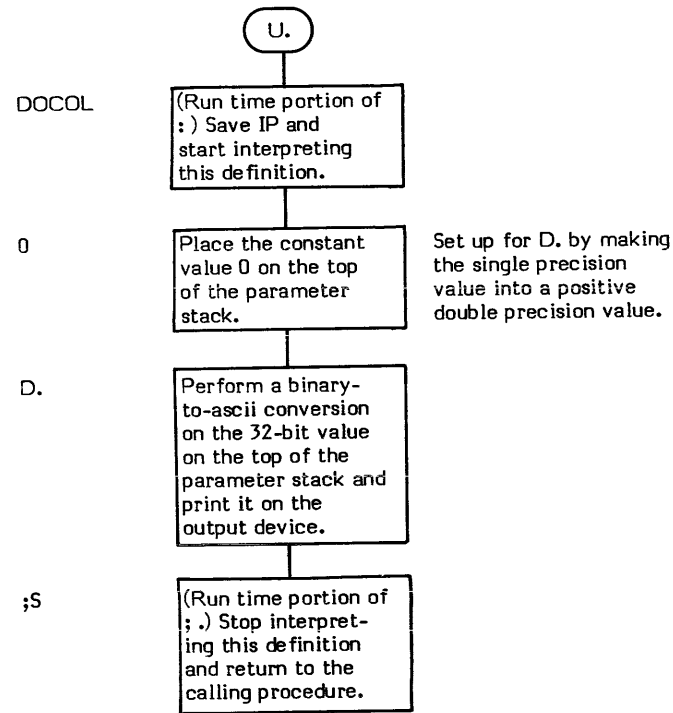 U.
DOCOL
(Run time portion of
: ) Save IP and
start interpreting
this definition.
0
Place the constant
value 0 on the top
of the parameter
stack.
Set up for D. by making
the single precision
value into a positive
double precision value.
D.
Perform a binary-
to-ascii conversion
on the 32-bit value
on the top of the
parameter stack and
print it on the
output device.
;S
(Run time portion of
; .) Stop interpret-
ing this definition
and return to the
calling procedure.